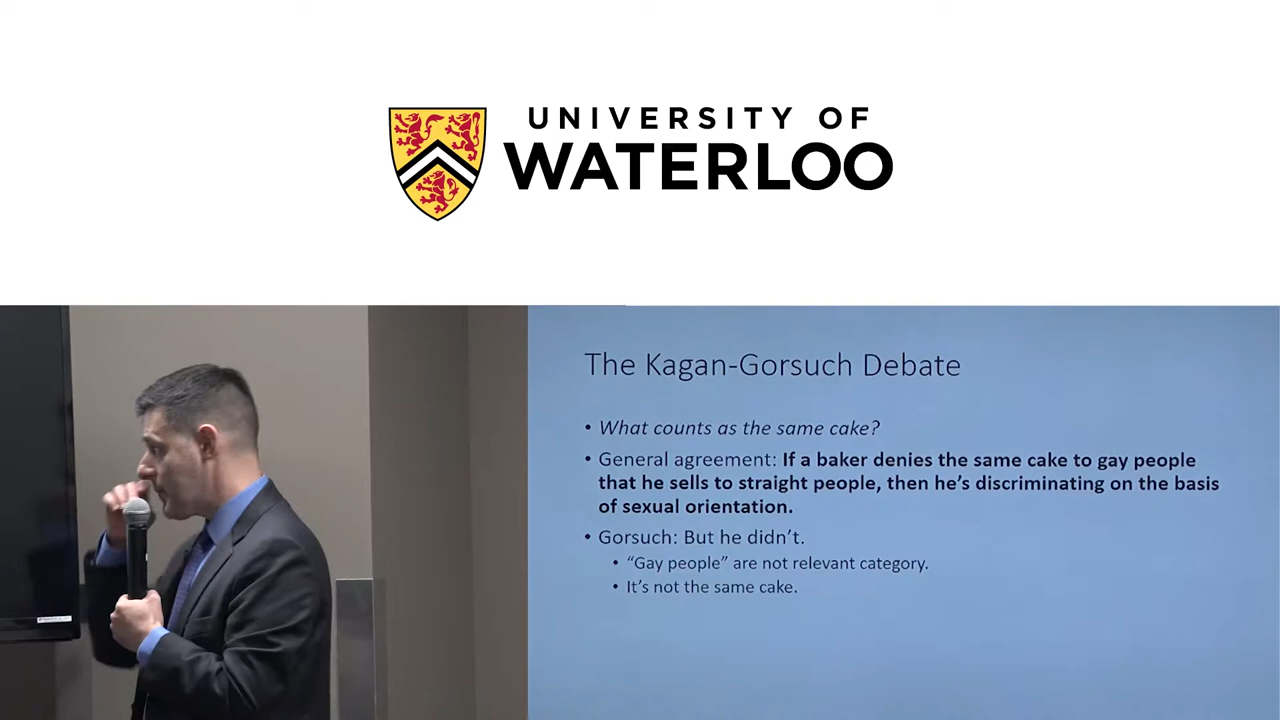 UNIVERSITY OF
WATERLOO
The Kagan-Gorsuch Debate
• What counts as the same cake?
• General agreement: If a baker denies the same cake to gay people
that he sells to straight people, then he's discriminating on the basis
of sexual orientation.
• Gorsuch: But he didn't.
• “Gay people” are not relevant category.
• It's not the same cake.